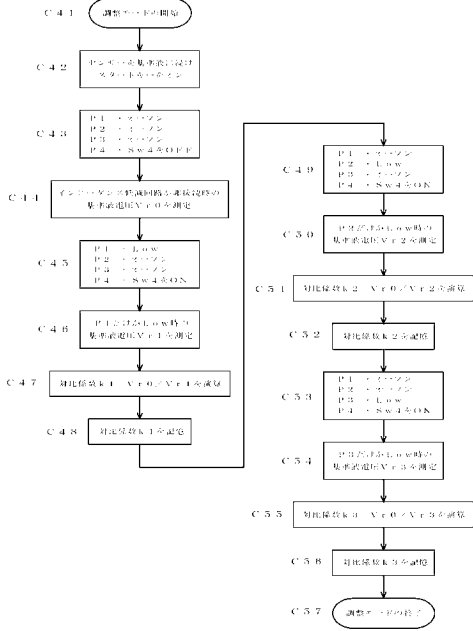 C41
調整モードの開始
C42
センサーを基準液に浸け
スタートキーをオン
C43
P1 ・オープン
P2 ・オープン
P3 ・オープン
P4 ・Sw4をOFF
C44
インピーダンス低減回路が非接続時の
基準液電圧Vr0を測定
C45
P1 ・Low
P2 ・オープン
P3 ・オープン
P4 ・Sw4をON
C46
P1だけがLow時の
基準液電圧Vr1を測定
C47
対比係数k1 Vr0/Vr1を演算
C48
対比係数k1を記憶
C49
P1 ・オープン
P2 ・Low
P3 ・オープン
P4 ・Sw4をON
C50
P2だけがLow時の
基準液電圧Vr2を測定
C51
対比係数k2 Vr0/Vr2を演算
C52
対比係数k2を記憶
C53
P1 ・オープン
P2 ・オープン
P3 ・Low
P4 ・Sw4をON
C54
P3だけがLow時の
基準液電圧Vr3を測定
C55
対比係数k3 Vr0/Vr3を演算
C56
対比係数k3を記憶
C57
調整モードの終了